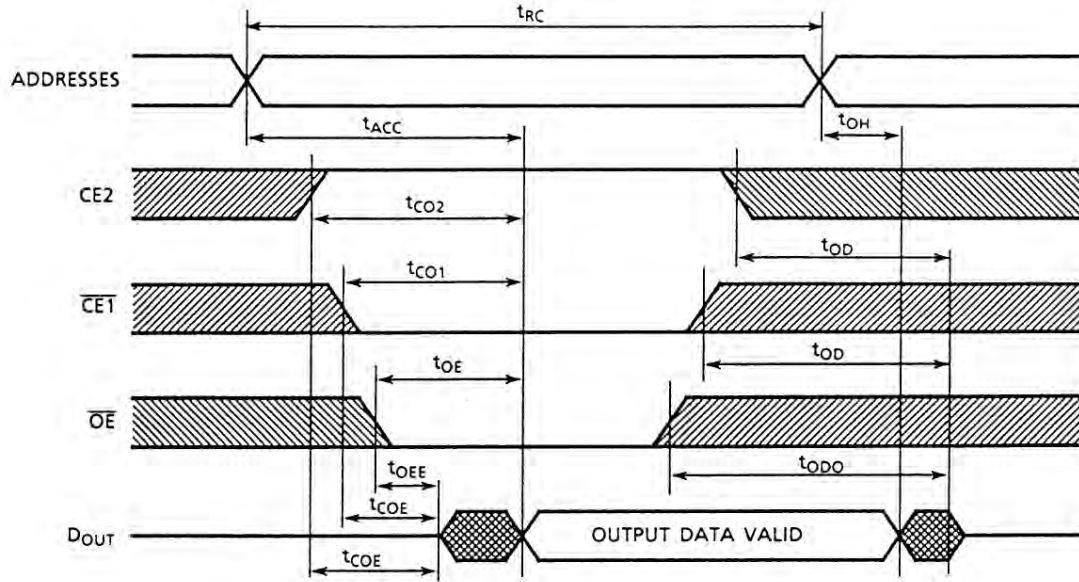 tRC
ADDRESSES
tACC
tOH
CE2
tCO2
tOD
CE1
tCO1
tOD
OE
tOE
tODO
tOEE
tCOE
DOUT
OUTPUT DATA VALID
tCOE